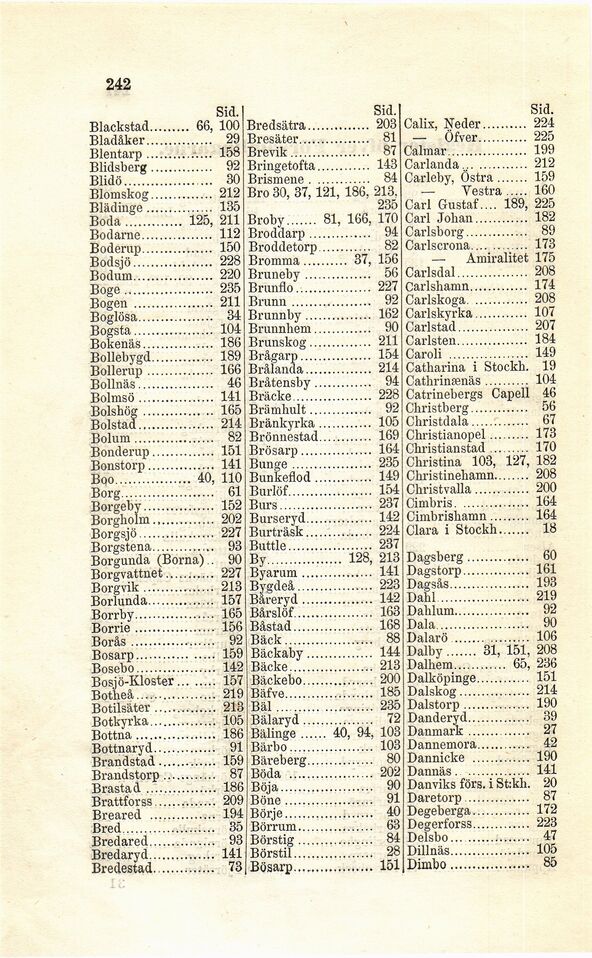 242
Sid.
Blackstad......... 66, 100
Bladåker............... 29
Blentarp ............... 158
Blidsberg ............... 92
Blidö............... 30
Blomskog............... 212
Blädinge ............... 135
Boda ............ 125, 211
Bodarne............... 112
Boderup............... 150
Bodsjö............... 228
Bodum............... 220
Boge ............... 235
Bogen ............... 211
Boglösa............... 34
Bogsta............... 104
Bokenäs............... 186
Bollebygd............... 189
Bollerup ............... 166
Bollnäs............... 46
Bolmsö ............... 141
Bolshög ............... 165
Bolstad............... 214
Bolum ............... 82
Bonderup............... 151
Bonstorp............... 141
Boo............... 40, 110
Borg............... 61
Borgeby............... 152
Borgholm............... 202
Borgsjö............... 227
Borgstena............... 93
Borgunda (Borna) . 90
Borgvattnet............ 227
Borgvik ............... 213
Borlunda............... 157
Borrby............... 165
Borrie ............... 156
Borås ............... 92
Bosarp............... 159
Bosebo............... 142
Bosjö-Kloster ......... 157
Botheå............... 219
Botilsäter ............... 213
Botkyrka............... 105
Bottna ............... 186
Bottnaryd............... 91
Brandstad ............... 159
Brandstorp ............ 87
Brastad ............... 186
Brattforss ............... 209
Breared ............... 194
Bred............... 35
Bredared............... 93
Bredaryd............... 141
Bredestad............... 73
Sid.
Bredsätra............... 203
Bresäter............... 81
Brevik ............... 87
Bringetofta............... 143
Brismene ............... 84
Bro 30, 37, 121, 186, 213.
235
Broby...... 81, 166, 170
Broddarp ............... 94
Broddetorp............... 82
Bromma .......... 37, 156
Bruneby ............... 56
Brunflo............... 227
Brunn ............... 92
Brunnby ............... 162
Brunnhem ............... 90
Brunskog ............... 211
Brågarp ............... 154
Brålanda............... 214
Bråtensby ............... 94
Bräcke............... 228
Brämhult ............... 92
Bränkyrka ............... 105
Brönnestad............... 169
Brösarp ............... 164
Bunge ............... 235
Bunkeflod ............... 149
Burlöf............... 154
Burs............... 237
Burseryd............... 142
Burträsk............... 224
Buttle ............... 237
By............... 128, 213
Byarum ............... 141
Bygdeå............... 223
Båreryd ............... 142
Bårslöf............... 163
Båstad............... 168
Bäck ............... 88
Bäckaby ............... 144
Bäcke............... 213
Bäckebo............... 200
Bäfve............... 185
Bäl ............... 235
Bälaryd ............... 72
Bälinge ...... 40, 94, 103
Bärbo............... 103
Bäreberg............... 80
Böda ............... 202
Böja ............... 90
Böne ............... 91
Börje ............... 40
Börrum............... 63
Börstig ............... 84
Börstil............... 28
Bösarp............... 151
Sid.
Calix, Neder.......... 224
— Öfver.......... 225
Calmar ............... 199
Carlanda ............... 212
Carleby, Östra ...... 159
— Vestra ..... 160
Carl Gustaf.... 189, 225
Carl Johan............ 182
Carlsborg ............... 89
Carlscrona............... 173
— Amiralitet 175
Carlsdal............... 208
Carlshamn............... 174
Carlskoga ............... 208
Carlskyrka ............... 107
Carlstad............... 207
Carlsten............... 184
Caroli ............... 149
Catharina i Stockh. 19
Cathrinænäs ............ 104
Catrinebergs Capell 46
Christberg ............... 56
Christdala ............... 67
Christianopel ............ 173
Christianstad ............ 170
Christina 103, 127, 182
Christinehamn......... 208
Christvalla ............... 200
Cimbris ............... 164
Cimbrishamn ............ 164
Clara i Stockh....... 18
Dagsberg ............... 60
Dagstorp............... 161
Dagsås............... 193
Dahl ............... 219
Dahlum............... 92
Dala............... 90
Dalarö ............... 106
Dalby ...... 31, 151, 208
Dalhem............ 65, 236
Dalköpinge............... 151
Dalskog ............... 214
Dalstorp ............... 190
Danderyd............... 39
Danmark ............... 27
Dannemora............... 42
Dannicke ............... 190
Dannäs............... 141
Danviks förs. i St:kh. 20
Daretorp ............... 87
Degeberga............... 172
Degerforss............... 223
Delsbo ............... 47
Dillnäs............... 105
Dimbo ............... 85